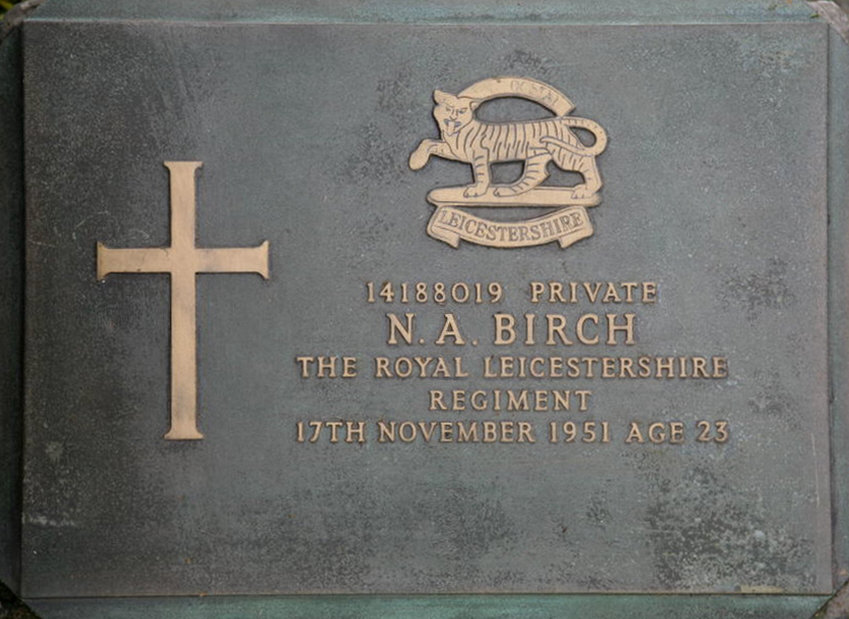 LEICESTERSHIRE
14188019 PRIVATE
N. A. BIRCH
THE ROYAL LEICESTERSHIRE
REGIMENT
17TH NOVEMBER 1951 AGE 23